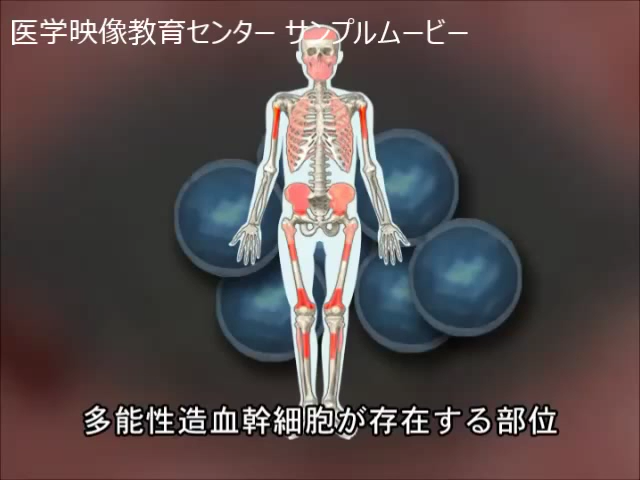 医学映像教育センター サンプルムービー
多能性造血幹細胞が存在する部位